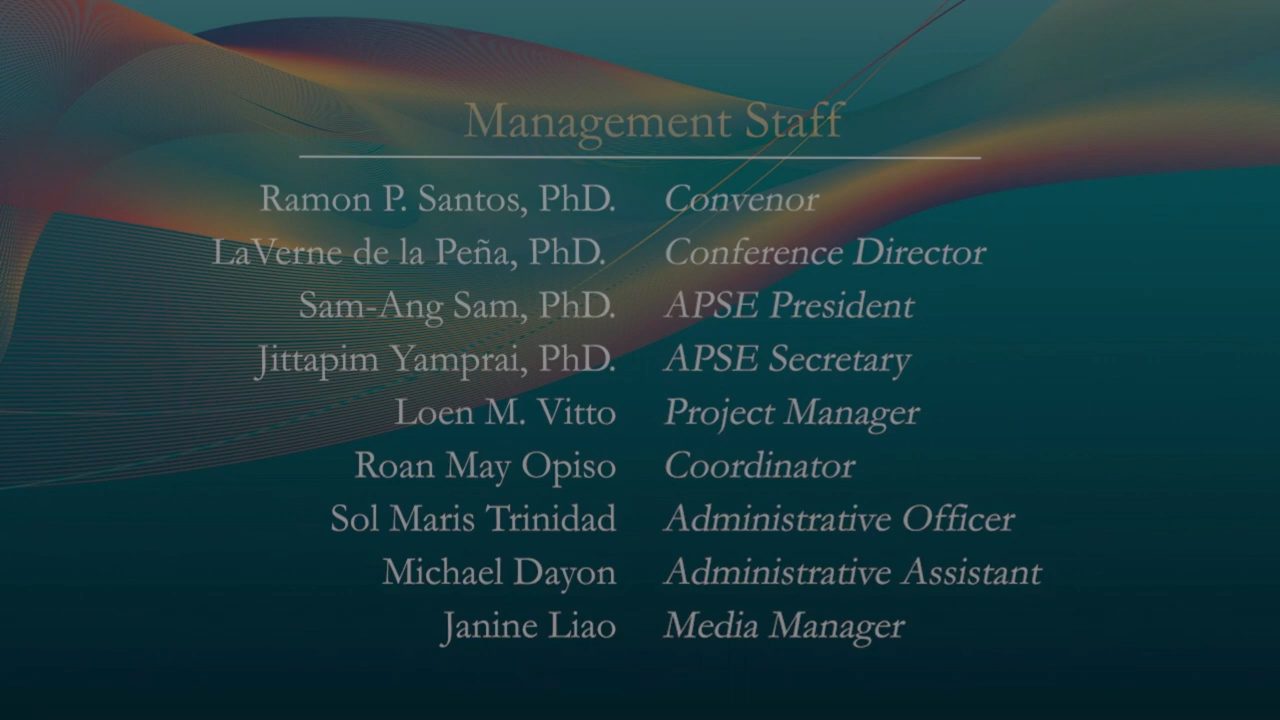 Management Staff
Ramon P. Santos, PhD. Convenor
LaVerne de la Peña, PhD. Conference Director
Sam-Ang Sam, PhD. APSE President
Jittapim Yamprai, PhD. APSE Secretary
Loen M. Vitto Project Manager
Roan May Opiso Coordinator
Sol Maris Trinidad Administrative Officer
Michael Dayon Administrative Assistant
Janine Liao Media Manager